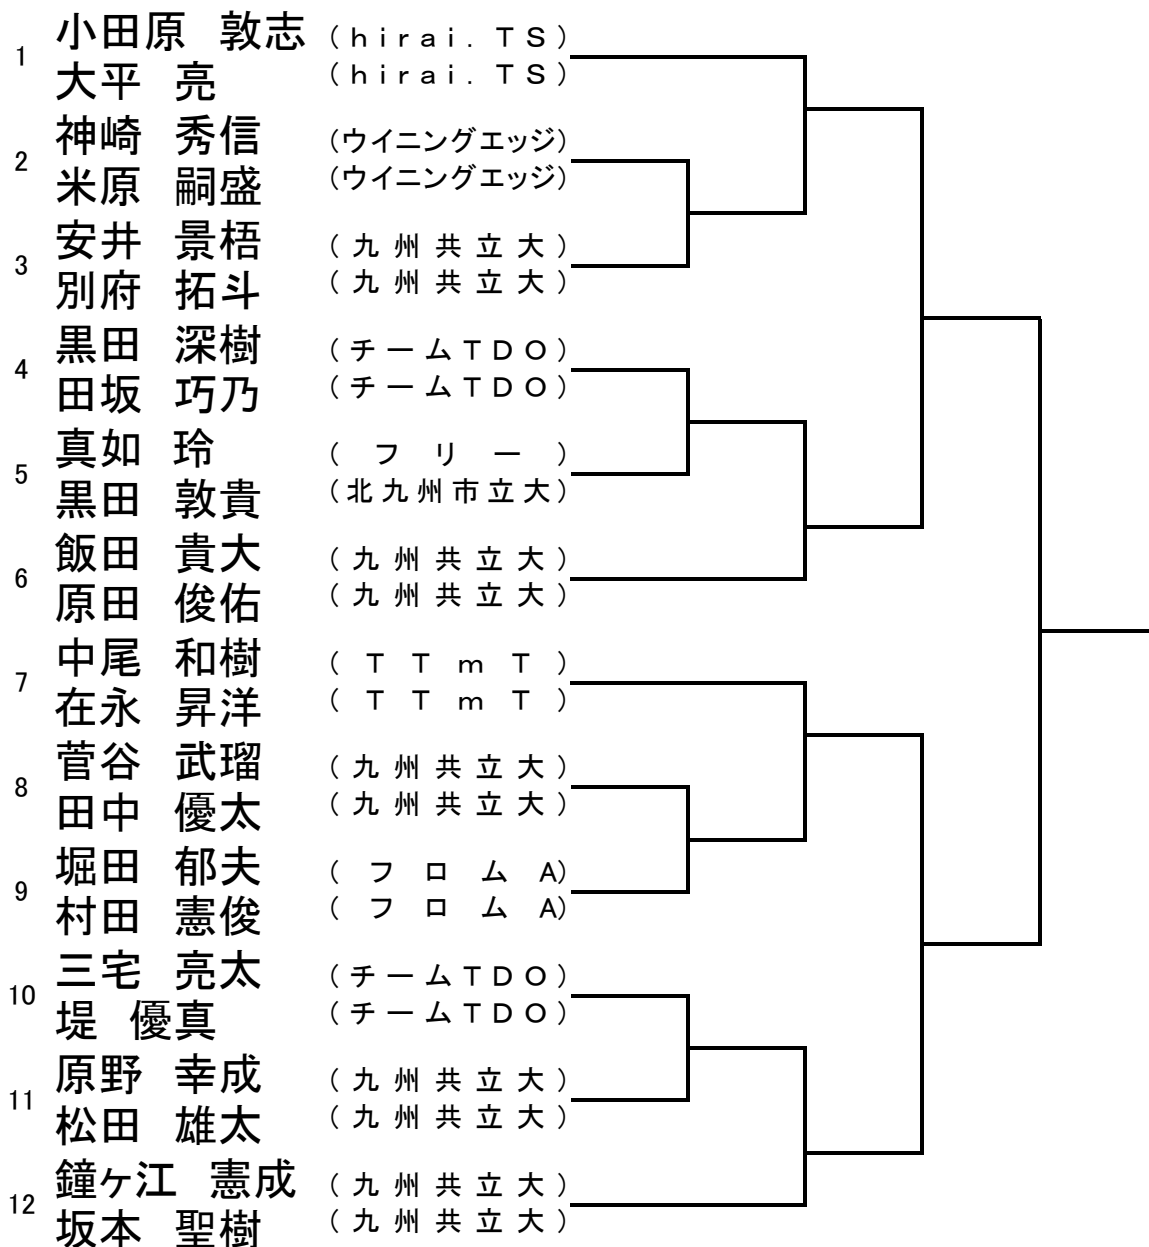 小田原 敦志 (hirai.TS)
1
大平 亮 (hirai.TS)
神崎 秀信 (ウイニングエッジ)
2
米原 嗣盛 (ウイニングエッジ)
安井 景梧 (九州共立大)
3
別府 拓斗 (九州共立大)
黒田 深樹 (チームTDO)
4
田坂 巧乃 (チームTDO)
真如 玲 (フリー)
5
黒田 敦貴 (北九州市立大)
飯田 貴大 (九州共立大)
6
原田 俊佑 (九州共立大)
中尾 和樹 (TTmT)
7
在永 昇洋 (TTmT)
菅谷 武瑠 (九州共立大)
8
田中 優太 (九州共立大)
堀田 郁夫 (フロムA)
9
村田 憲俊 (フロムA)
三宅 亮太 (チームTDO)
10
堤 優真 (チームTDO)
原野 幸成 (九州共立大)
11
松田 雄太 (九州共立大)
鐘ヶ江 憲成 (九州共立大)
12
坂本 聖樹 (九州共立大)